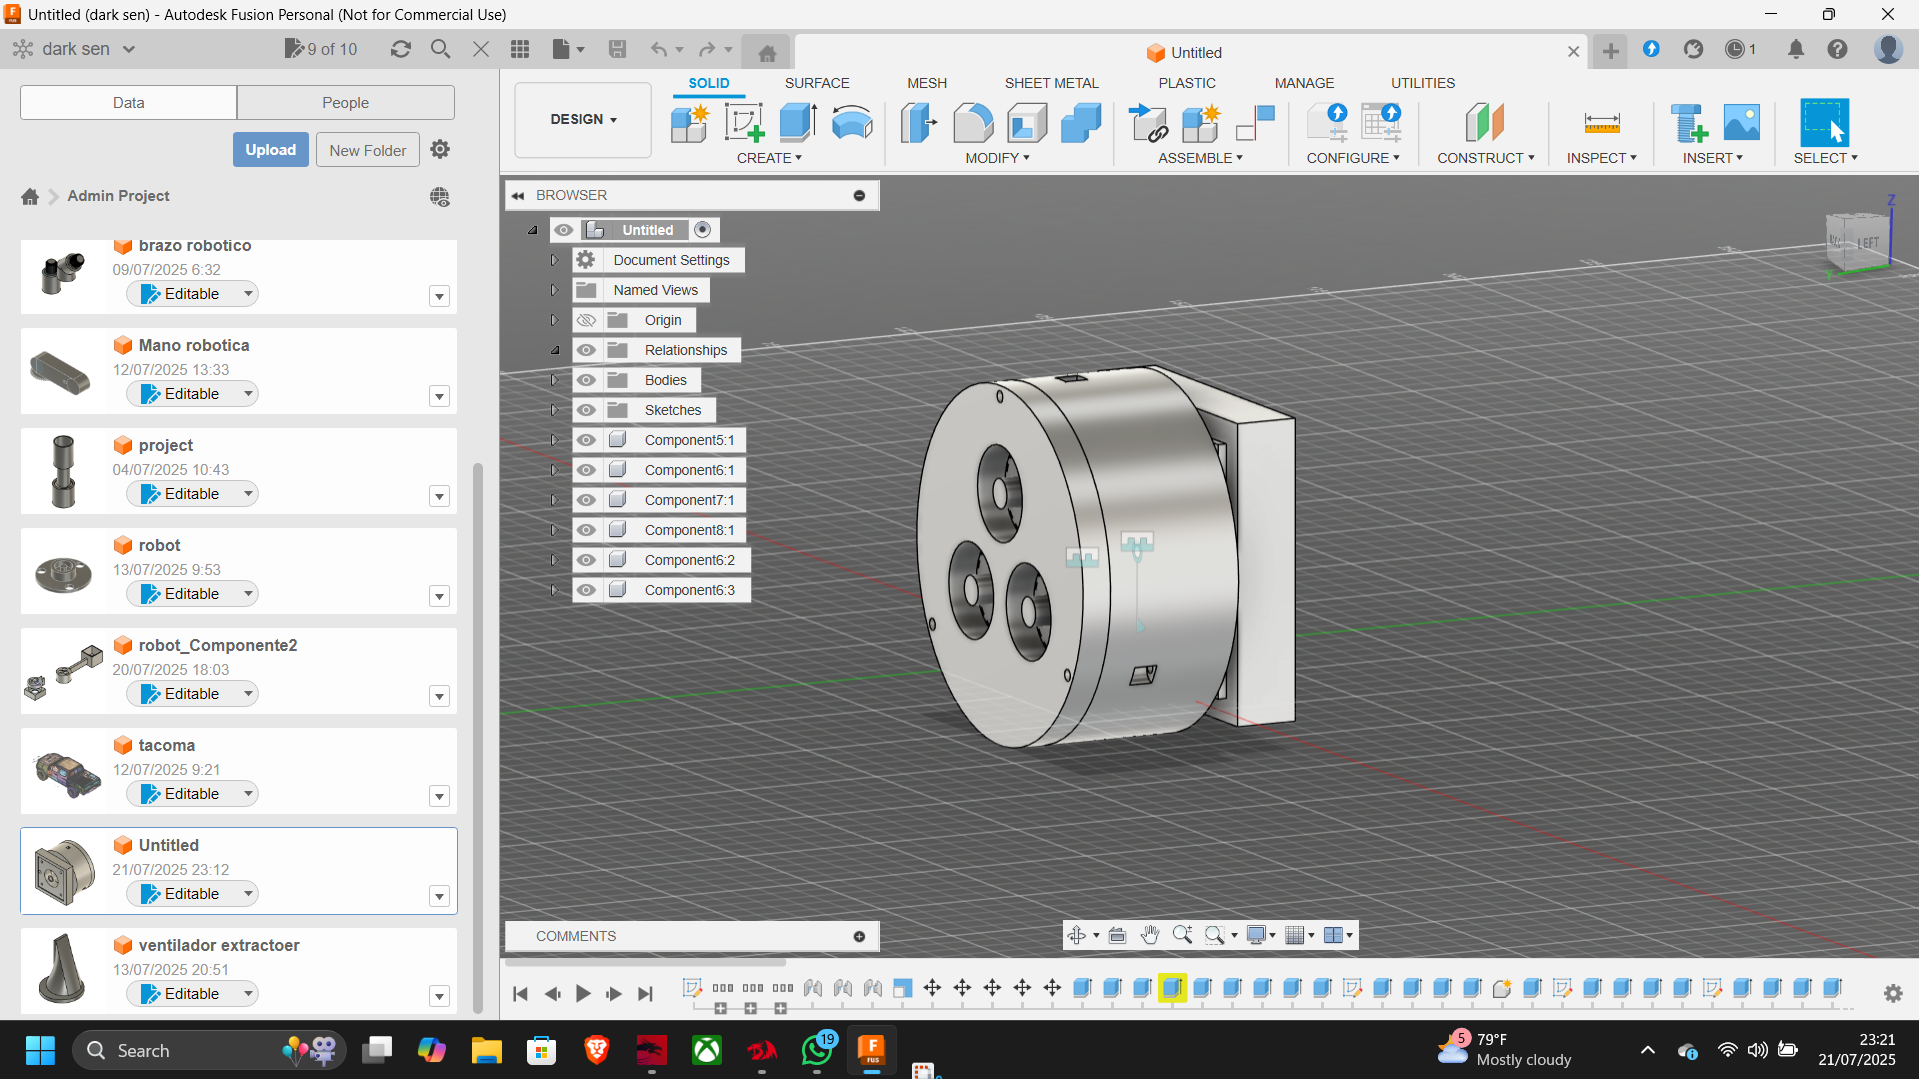 Untitled (dark sen) - Autodesk Fusion Personal (Not for Commercial Use)
dark sen
9 of 10
Untitled
1
Data
People
Upload
New Folder
Admin Project
brazo robotico
09/07/2025 6:32
Editable
Mano robotica
12/07/2025 13:33
Editable
project
04/07/2025 10:43
Editable
robot
13/07/2025 9:53
Editable
robot_Componente2
20/07/2025 18:03
Editable
tacoma
12/07/2025 9:21
Editable
Untitled
21/07/2025 23:12
Editable
ventilador extractoer
13/07/2025 20:51
Editable
DESIGN
SOLID
SURFACE
MESH
SHEET METAL
PLASTIC
MANAGE
UTILITIES
CREATE
MODIFY
ASSEMBLE
CONFIGURE
CONSTRUCT
INSPECT
INSERT
SELECT
BROWSER
Untitled
Document Settings
Named Views
Origin
Relationships
Bodies
Sketches
Component5:1
Component6:1
Component7:1
Component8:1
Component6:2
Component6:3
Z
LEFT
Y
COMMENTS
Search
19
F
FUS
5
79°F
Mostly cloudy
23:21
21/07/2025